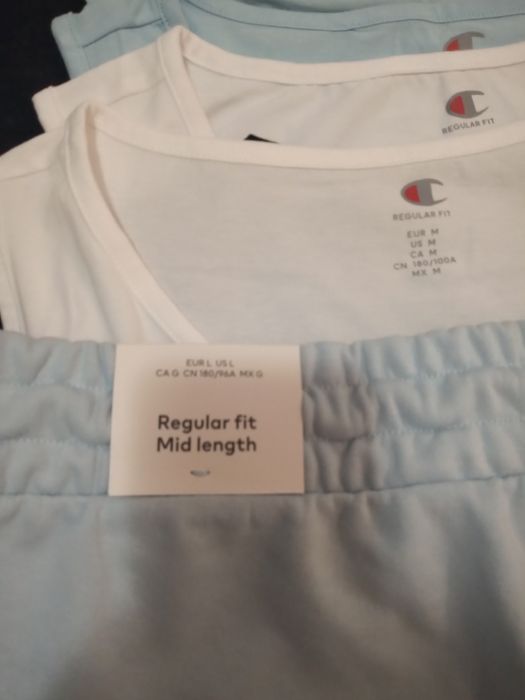 REGULAR FIT
REGULAR FIT
EUR M
US M
CA M
CN 180/100A
MX M
EUR L US L
CA G CN 180/96A MX G
Regular fit
Mid length